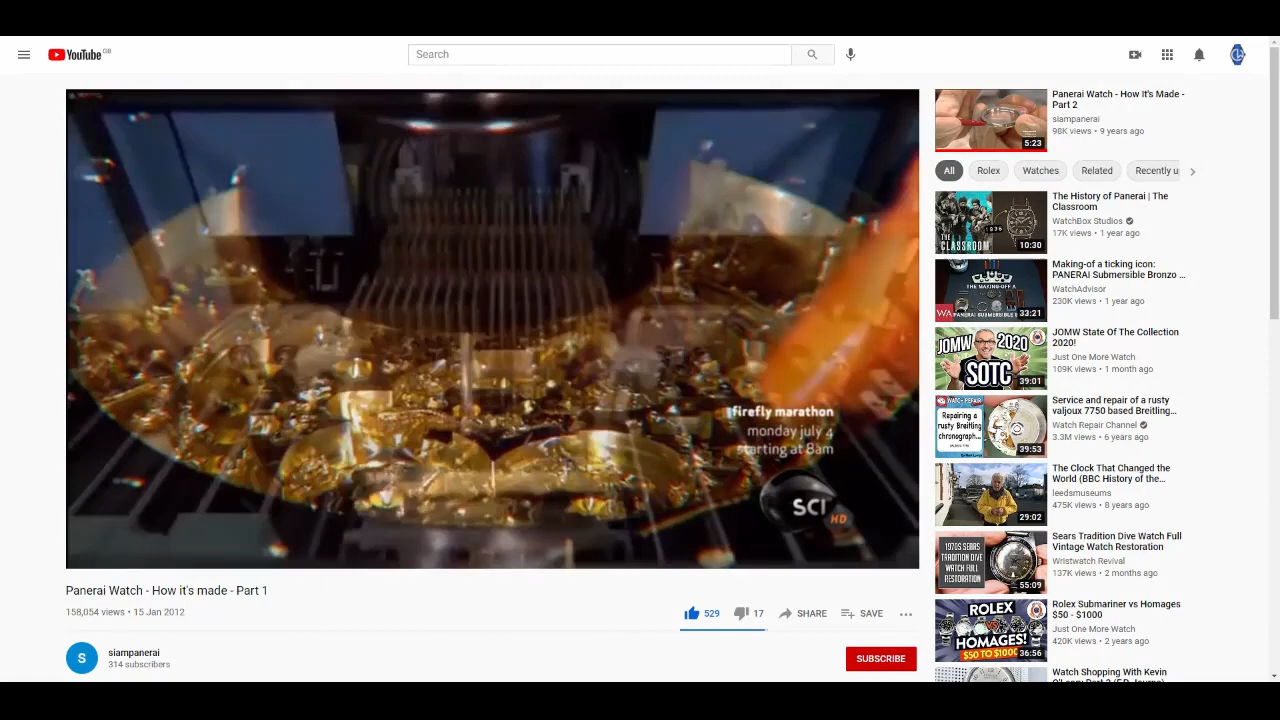 YouTube GB
Search
firefly marathon
monday july 4
starting at 8am
SCI
HD
Panerai Watch - How it's made - Part 1
158,054 views • 15 Jan 2012
529
17
SHARE
SAVE
S
siampanerai
314 subscribers
SUBSCRIBE
Panerai Watch - How It's Made -
Part 2
siampanerai
98K views • 9 years ago
5:23
All
Rolex
Watches
Related
Recently u
The History of Panerai | The
Classroom
WatchBox Studios
17K views • 1 year ago
THE
CLASSROOM
1936
10:30
Making-of a ticking icon:
PANERAI Submersible Bronzo ...
WatchAdvisor
230K views • 1 year ago
THE MAKING-OFF A
WA
PANERAI SUBMERSIBLE
33:21
JOMW State Of The Collection
2020!
Just One More Watch
109K views • 1 month ago
JOMW 2020
SOTC
39:01
Service and repair of a rusty
valjoux 7750 based Breitling...
Watch Repair Channel
3.3M views • 6 years ago
WATCH REPAIR
Repairing a
rusty Breitling
chronograph...
39:53
The Clock That Changed the
World (BBC History of the...
leedsmuseums
475K views • 8 years ago
29:02
Sears Tradition Dive Watch Full
Vintage Watch Restoration
Wristwatch Revival
137K views • 2 months ago
1970S SEARS
TRADITION DIVE
WATCH FULL
RESTORATION
55:09
Rolex Submariner vs Homages
$50 - $1000
Just One More Watch
420K views • 2 years ago
ROLEX
VS
HOMAGES!
$50 TO $1000
36:56
Watch Shopping With Kevin